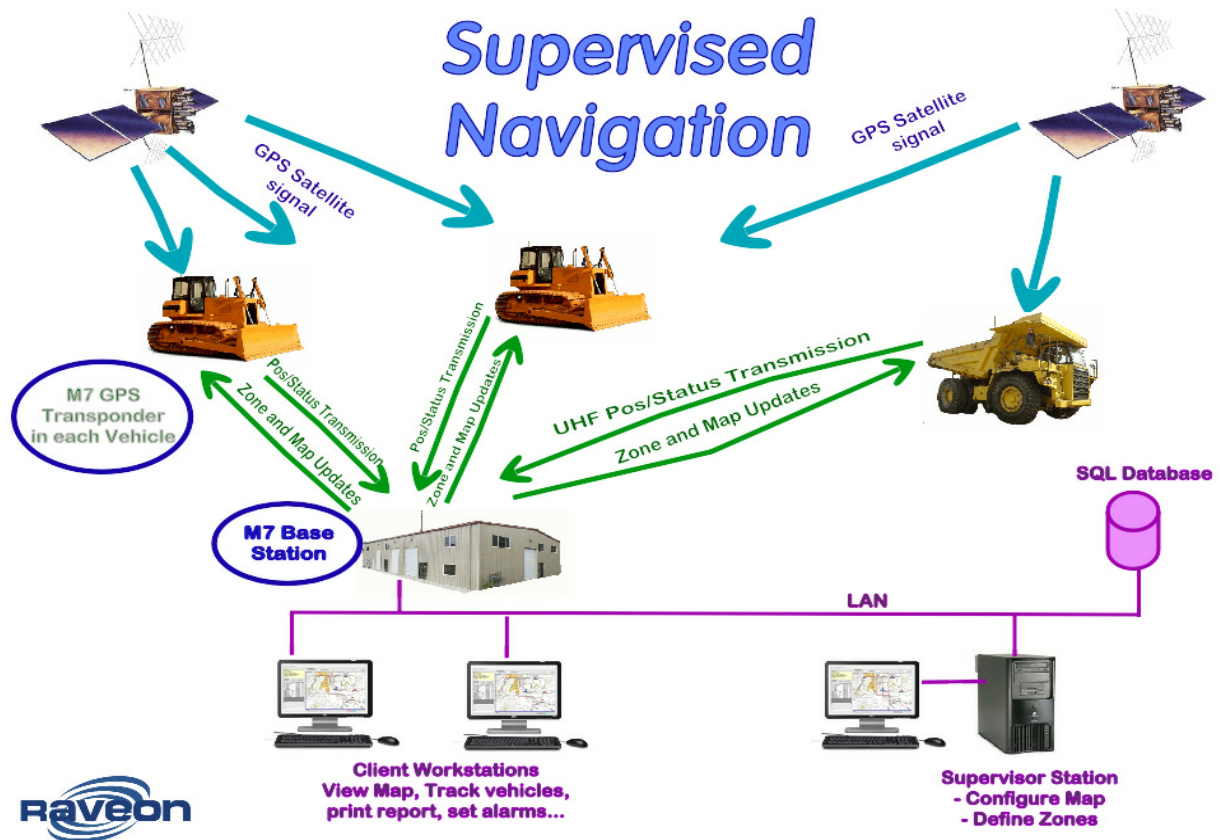 Supervised
Navigation
GPS Satellite
signal
GPS Satellite
signal
M7 GPS
Transponder
in each Vehicle
Pos/Status Transmission
Zone and Map Updates
Pos/Status Transmission
Zone and Map Updates
UHF Pos/Status Transmission
Zone and Map Updates
SQL Database
M7 Base
Station
LAN
Client Workstations
View Map, Track vehicles,
print report, set alarms...
Supervisor Station
- Configure Map
- Define Zones
RAVEON